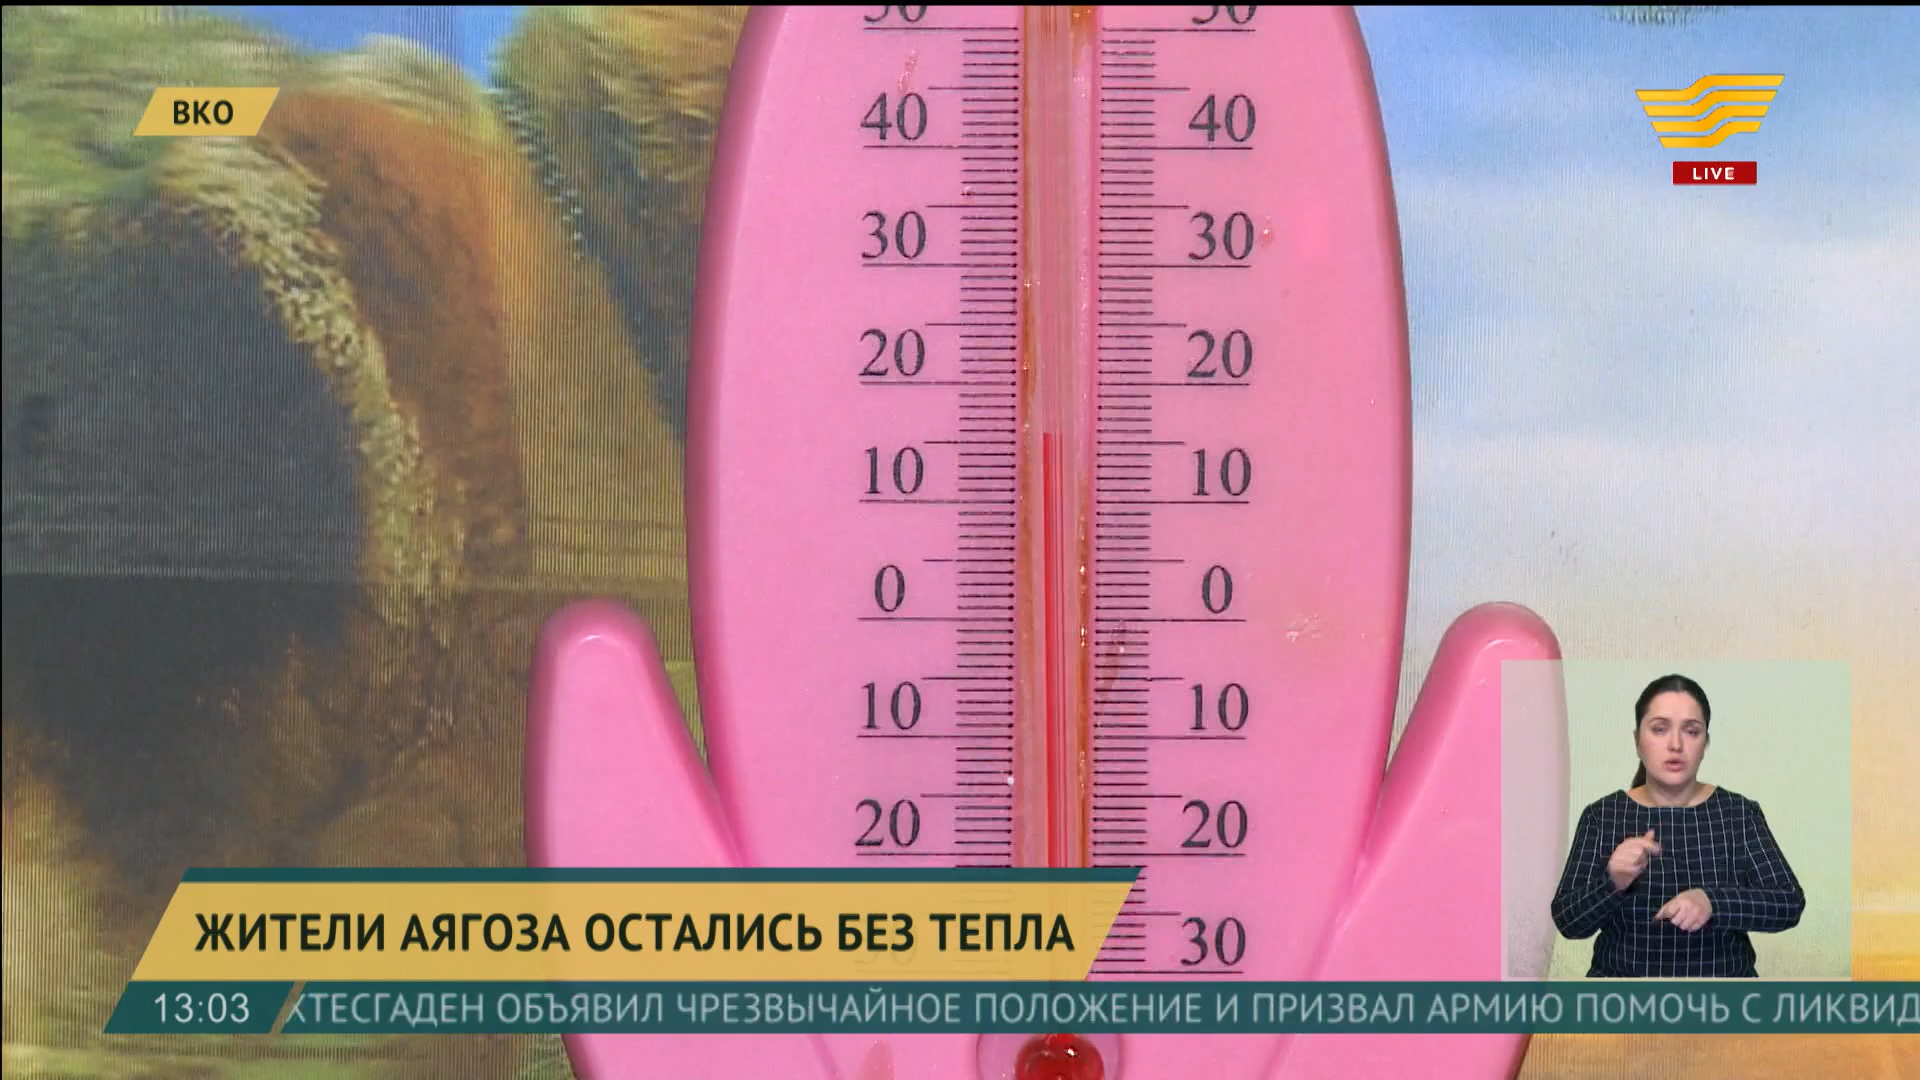 50 50
ВКО
40 40
LIVE
30 30
20 20
10 10
0 0
10 10
20 20
30 30
ЖИТЕЛИ АЯГОЗА ОСТАЛИСЬ БЕЗ ТЕПЛА
13:03 ХТЕСГАДЕН ОБЪЯВИЛ ЧРЕЗВЫЧАЙНОЕ ПОЛОЖЕНИЕ И ПРИЗВАЛ АРМИЮ ПОМОЧЬ С ЛИКВИД